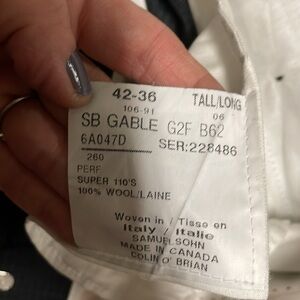 42-36 TALL/LONG
106-91 06
SB GABLE G2F B62
6A047D SER:228486
260
PERF
SUPER 110'S
100% WOOL/LAINE
Woven in / Tisse en
Italy / Italie
SAMUELSOHN
MADE IN CANADA
COLIN O' BRIAN